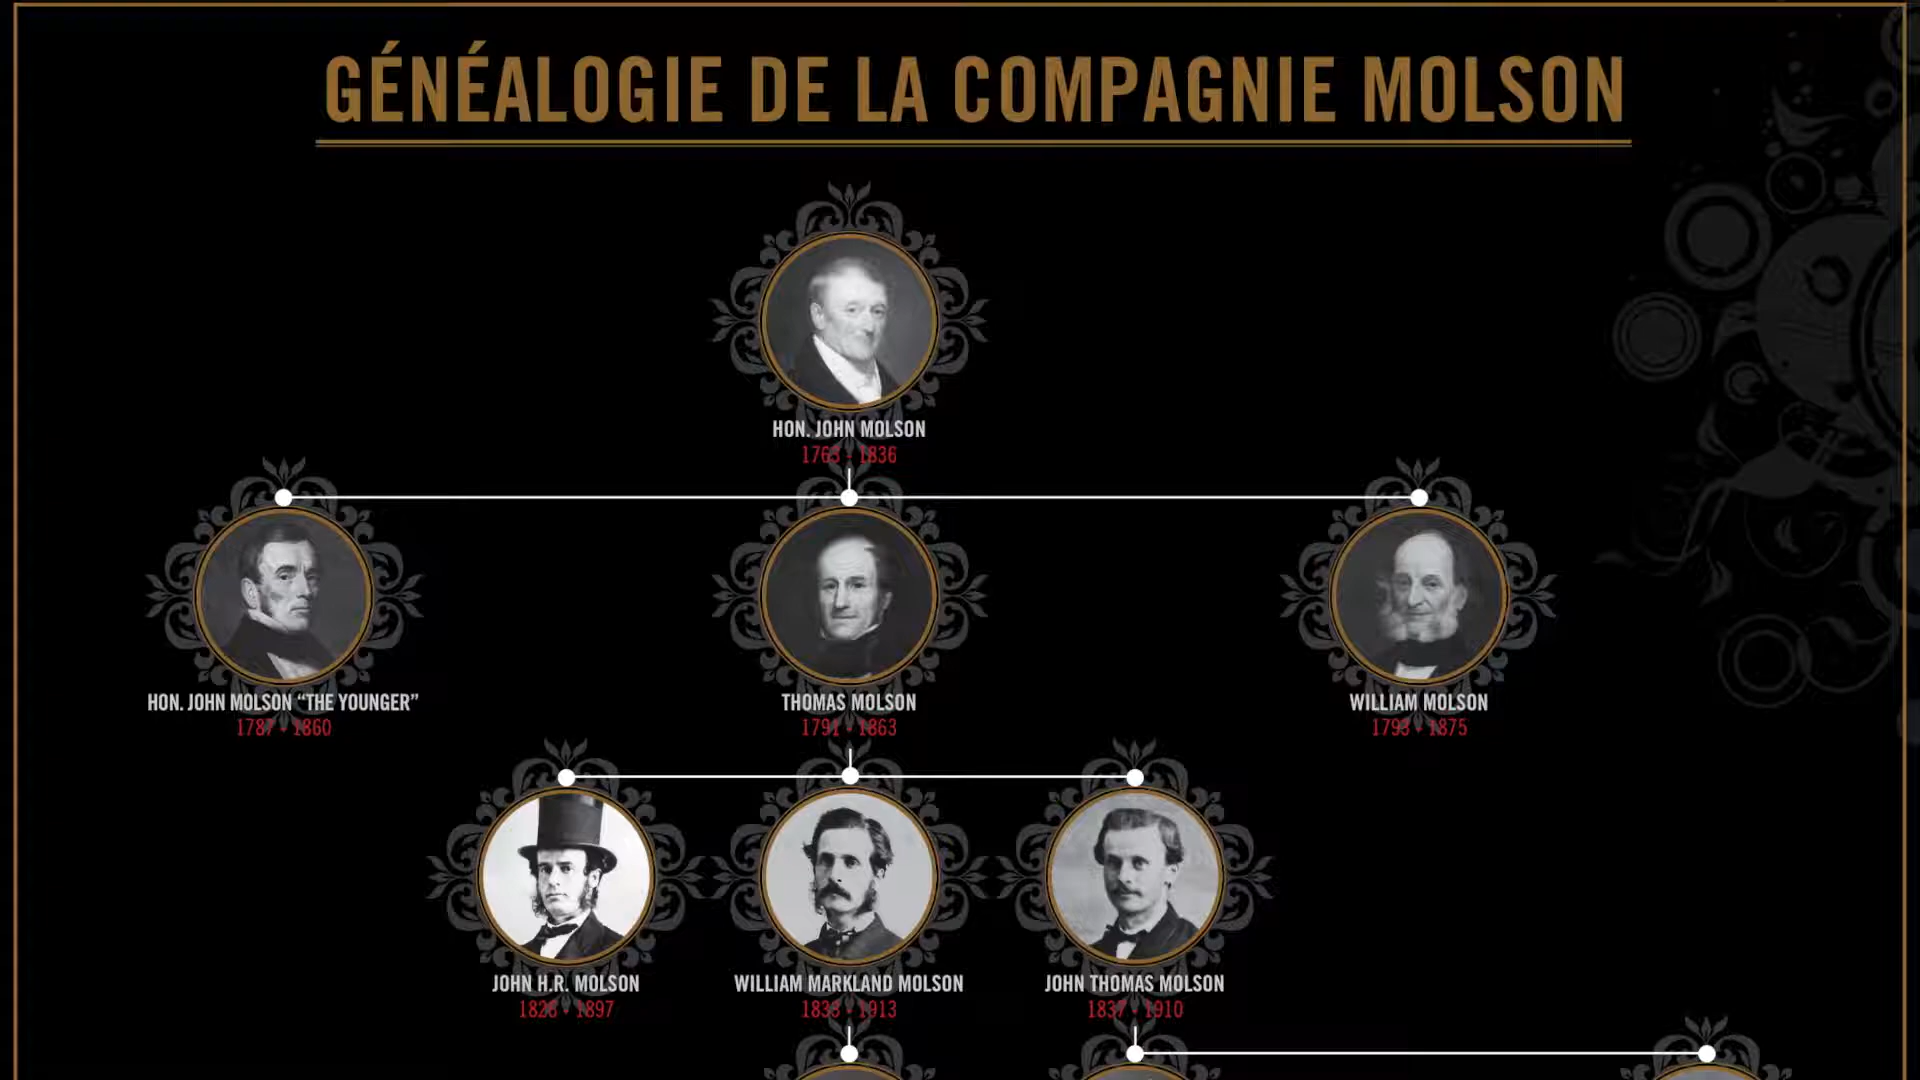 GÉNÉALOGIE DE LA COMPAGNIE MOLSON
HON. JOHN MOLSON
1763 - 1836
HON. JOHN MOLSON “THE YOUNGER”
1787 - 1860
THOMAS MOLSON
1791 - 1863
WILLIAM MOLSON
1793 - 1875
JOHN H.R. MOLSON
1826 - 1897
WILLIAM MARKLAND MOLSON
1833 - 1913
JOHN THOMAS MOLSON
1837 - 1910